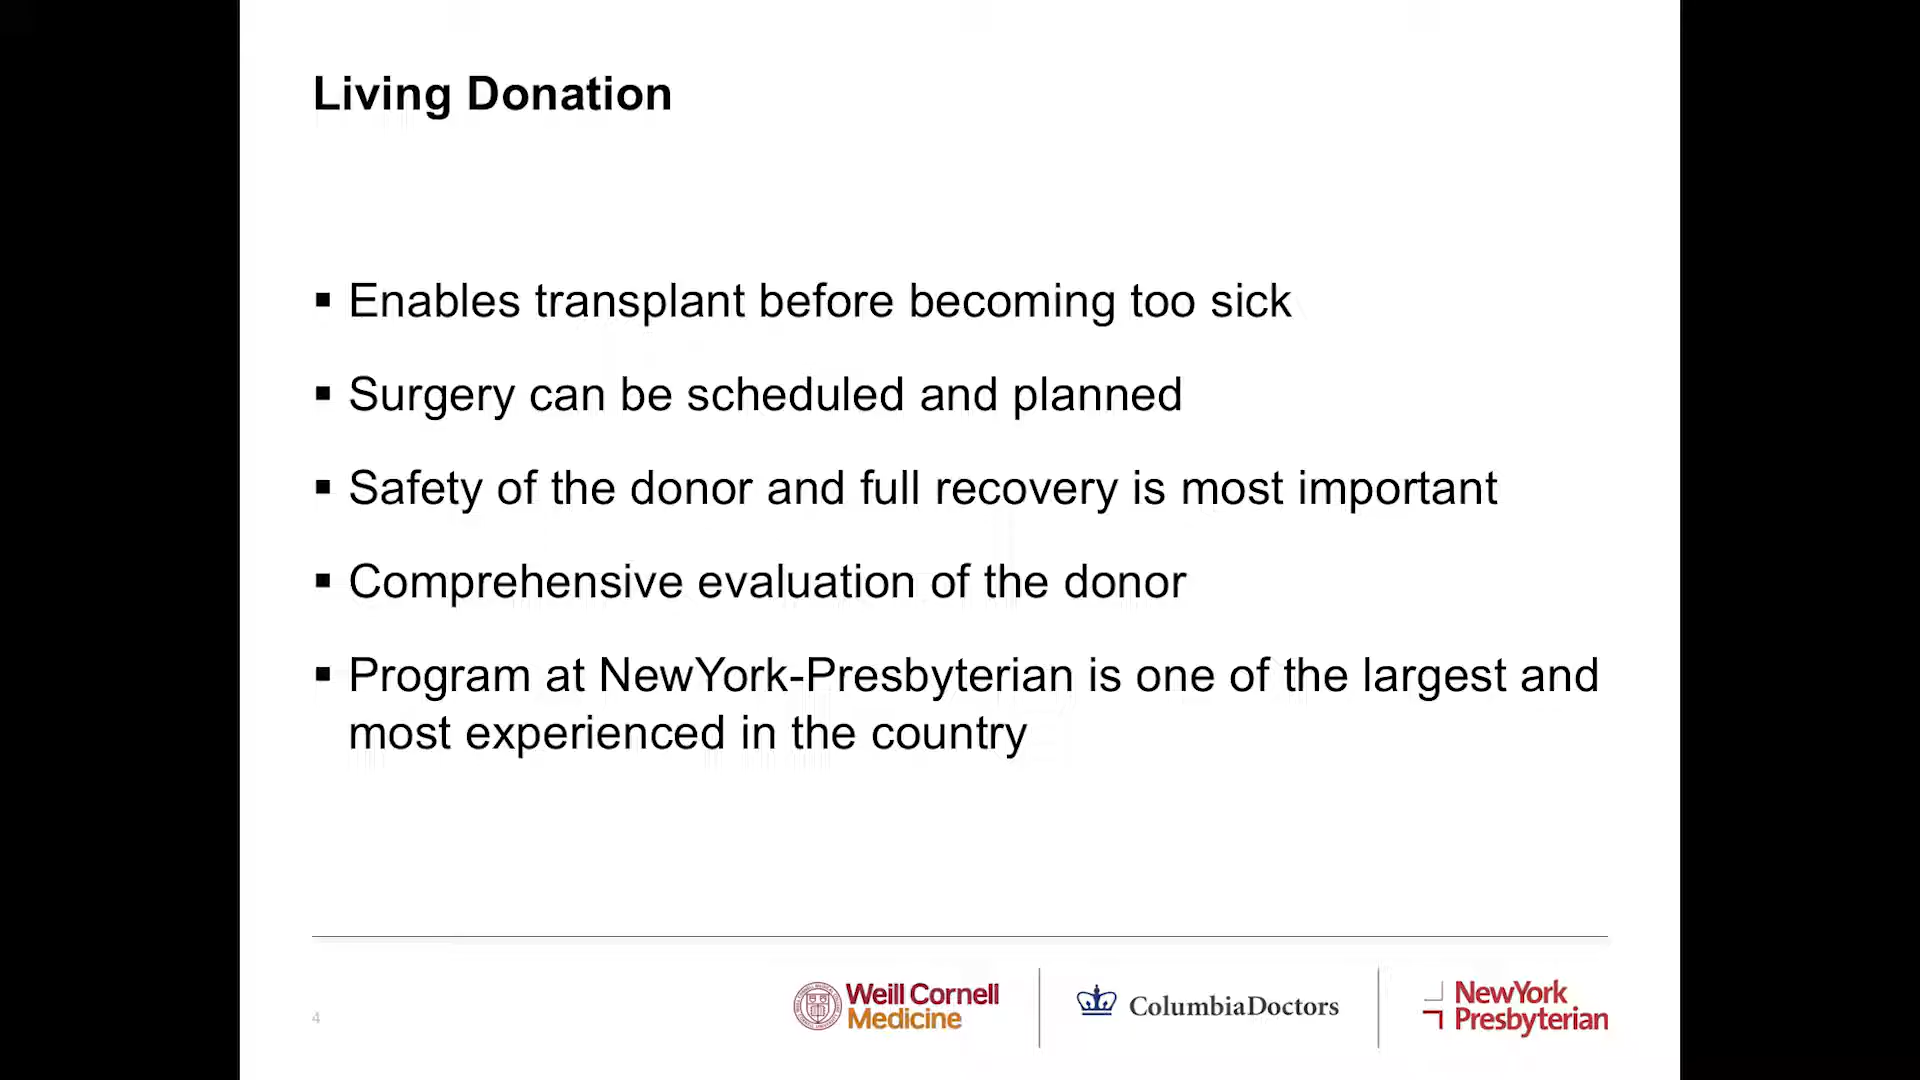 Living Donation
▪ Enables transplant before becoming too sick
▪ Surgery can be scheduled and planned
▪ Safety of the donor and full recovery is most important
▪ Comprehensive evaluation of the donor
▪ Program at NewYork-Presbyterian is one of the largest and
most experienced in the country
4
Weill Cornell
Medicine
ColumbiaDoctors
NewYork
Presbyterian